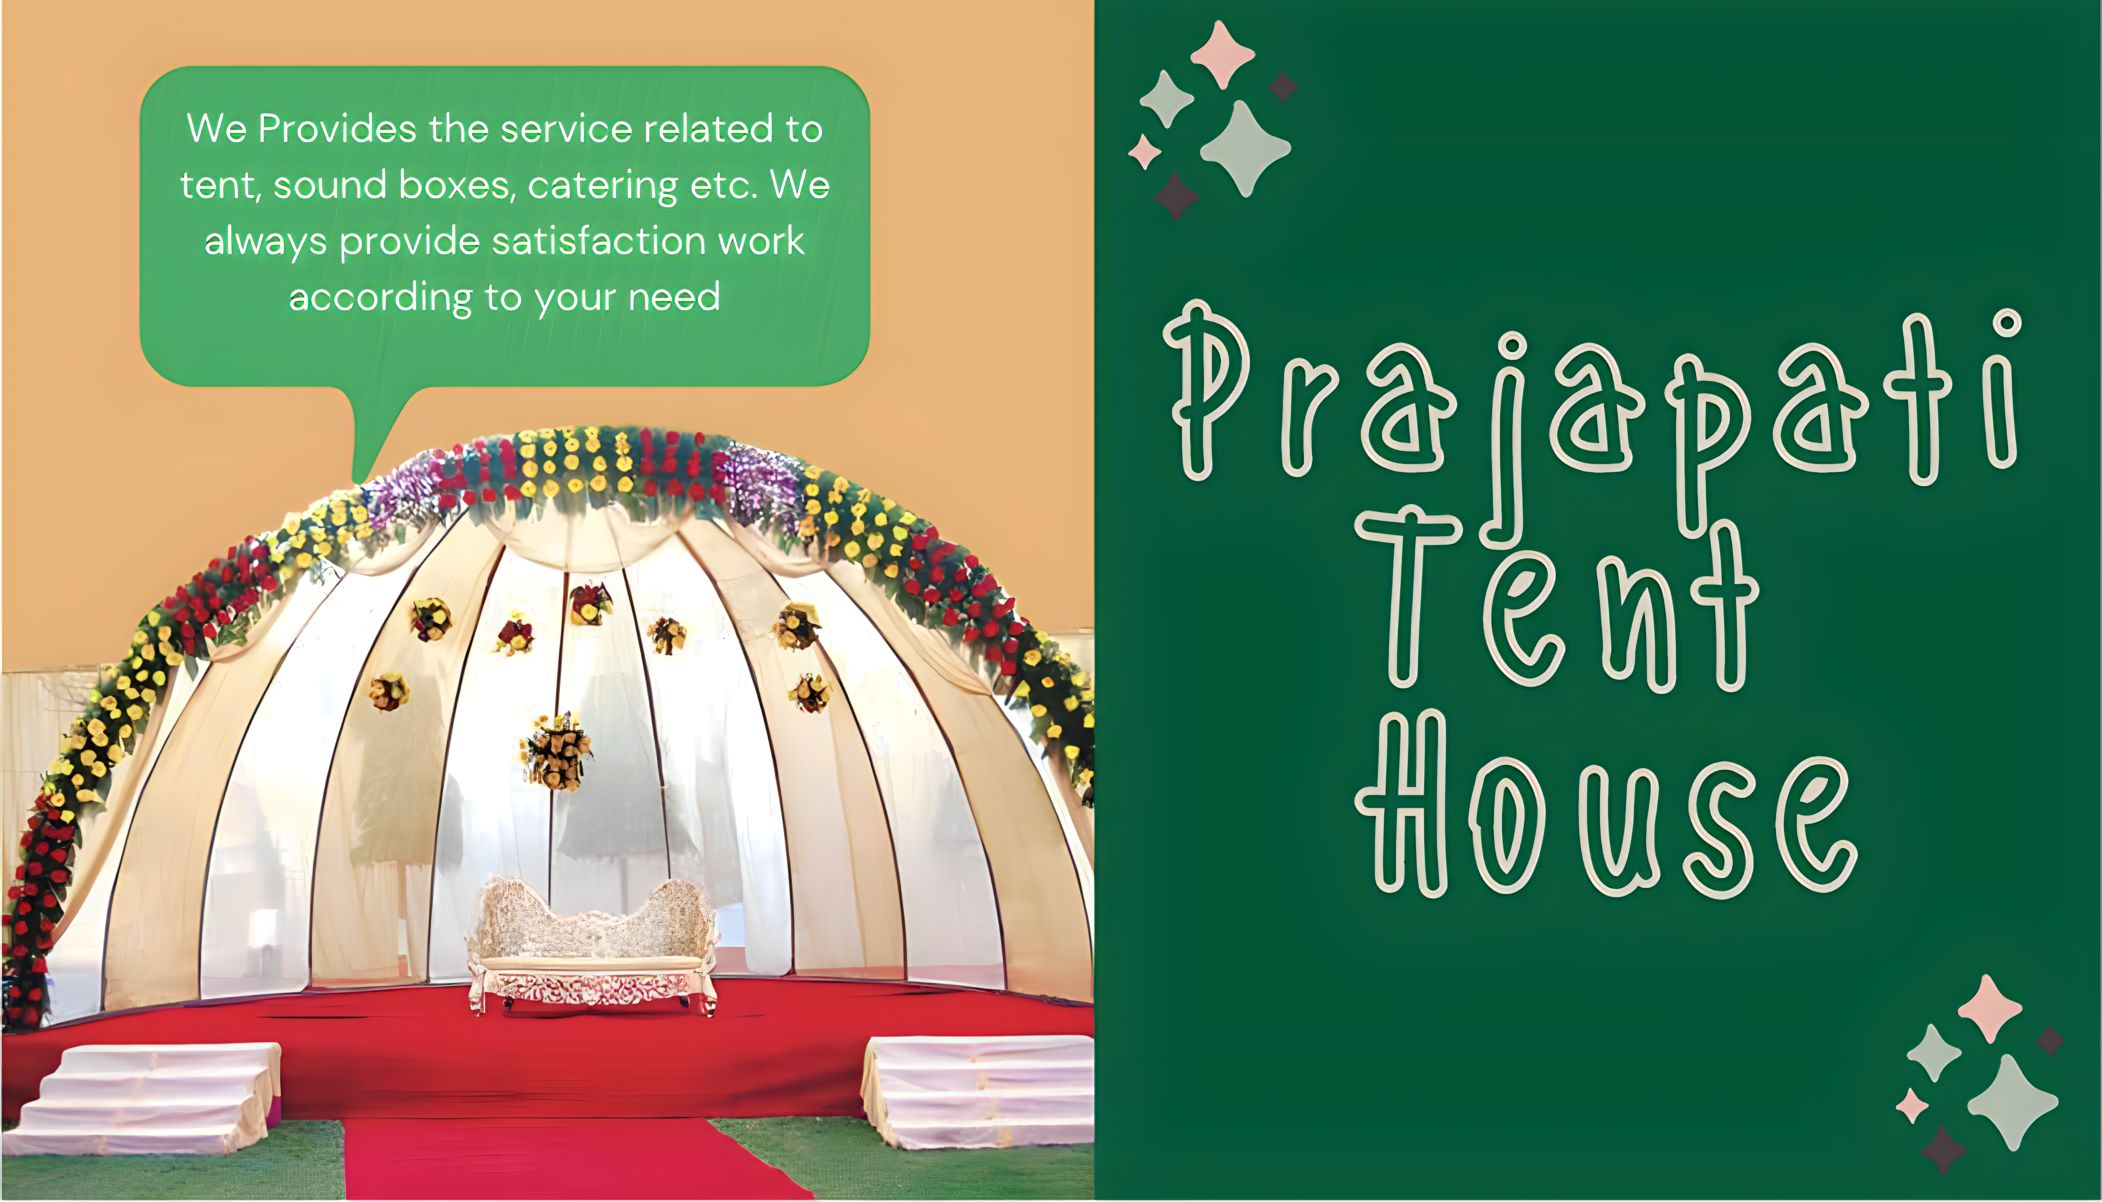 We Provides the service related to
tent, sound boxes, catering etc. We
always provide satisfaction work
according to your need
Prajapati
Tent
House